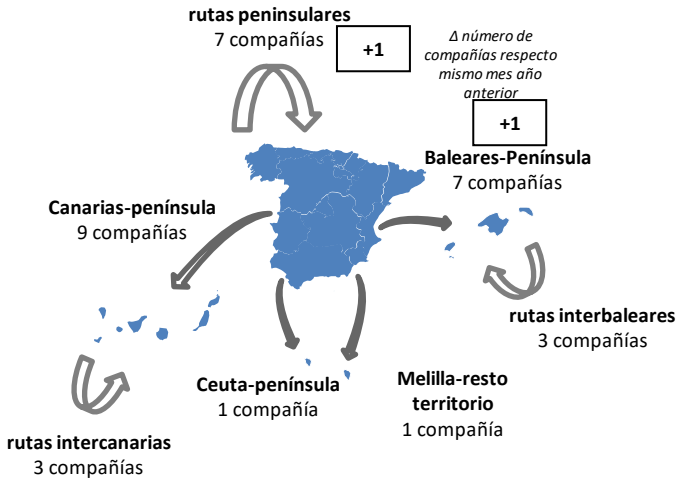 rutas peninsulares
7 compañías
+1
Δ número de
compañías respecto
mismo mes año
anterior
+1
Baleares-Península
7 compañías
Canarias-península
9 compañías
rutas interbaleares
3 compañías
Ceuta-península
1 compañía
Melilla-resto
territorio
1 compañía
rutas intercanarias
3 compañías